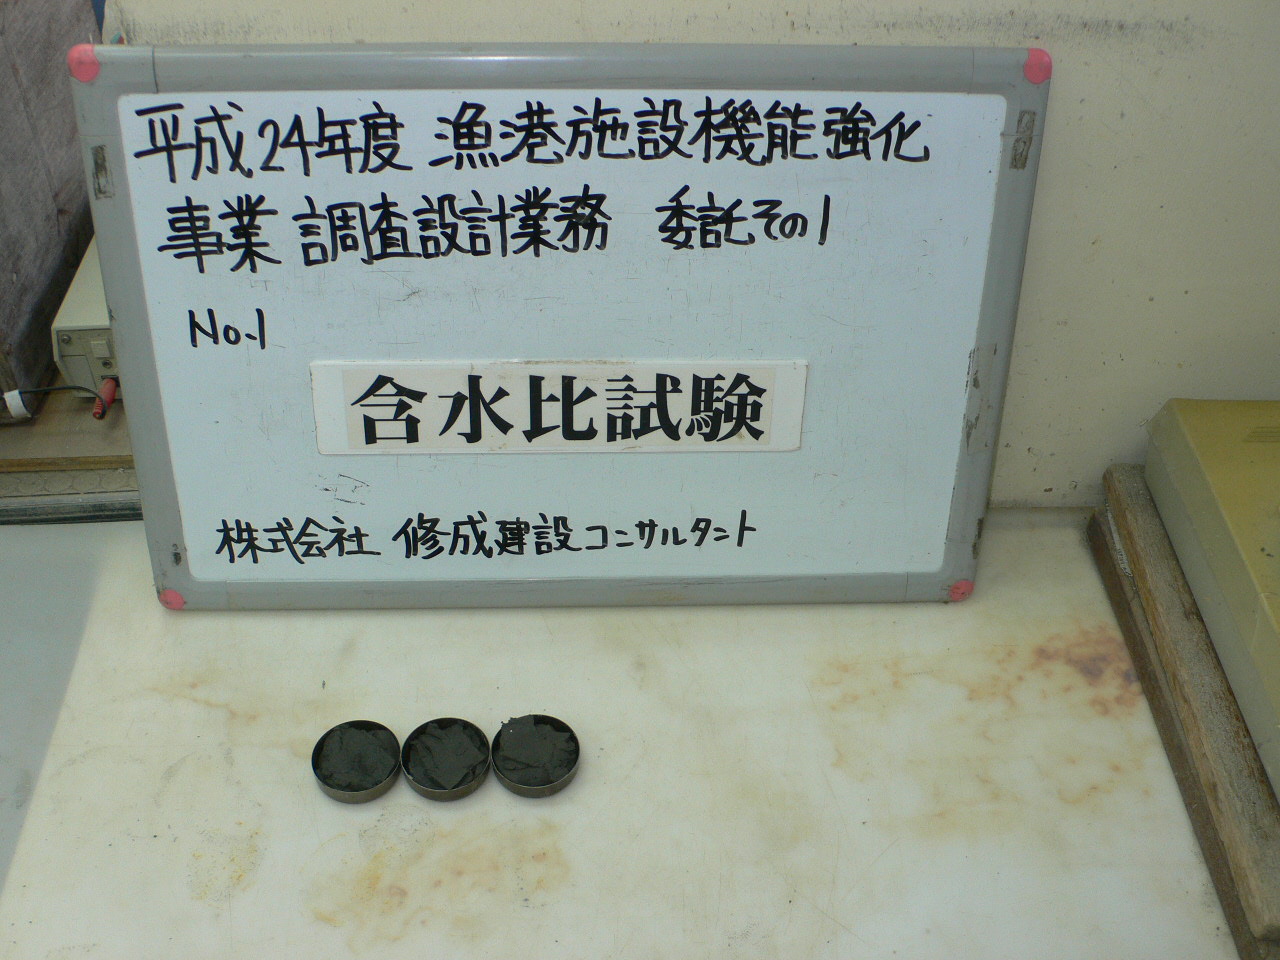 平成24年度 漁港施設機能強化
事業 調査設計業務 委託その1
No.1
含水比試験
株式会社 修成建設コンサルタント